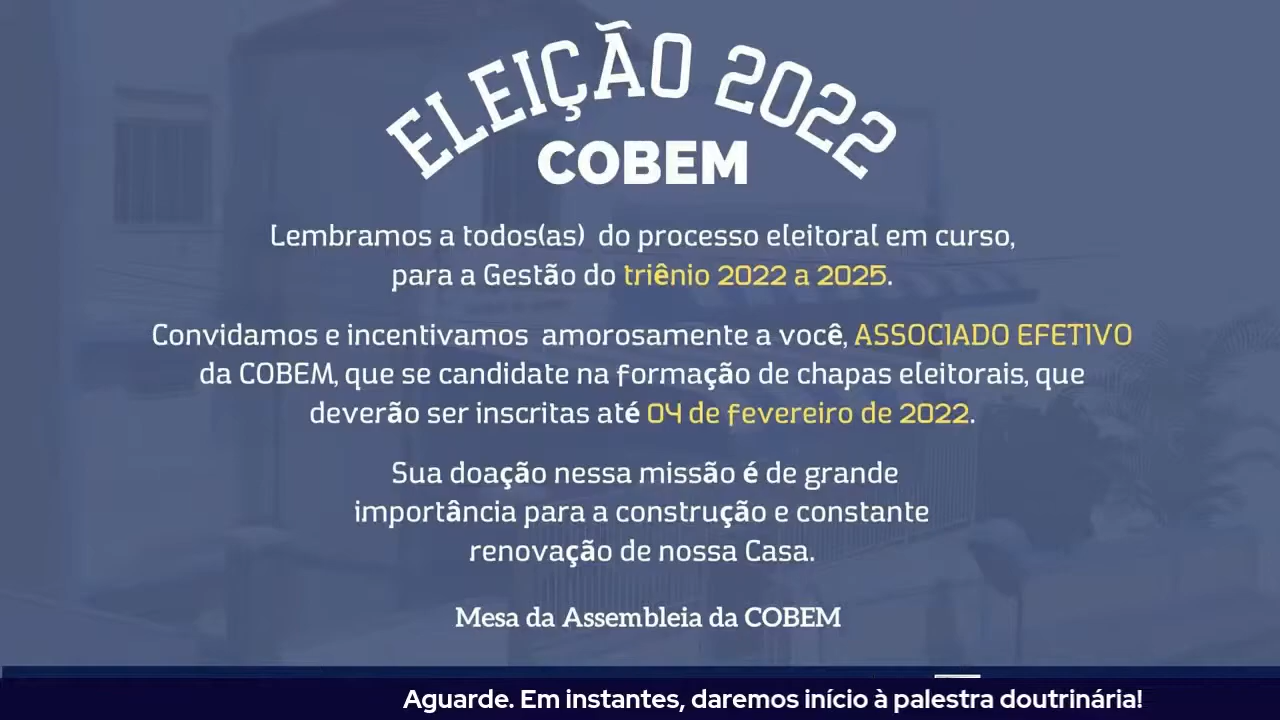 ELEIÇÃO 2022
COBEM
Lembramos a todos(as) do processo eleitoral em curso,
para a Gestão do triênio 2022 a 2025.
Convidamos e incentivamos amorosamente a você, ASSOCIADO EFETIVO
da COBEM, que se candidate na formação de chapas eleitorais, que
deverão ser inscritas até 04 de fevereiro de 2022.
Sua doação nessa missão é de grande
importância para a construção e constante
renovação de nossa Casa.
Mesa da Assembleia da COBEM
Aguarde. Em instantes, daremos início à palestra doutrinária!